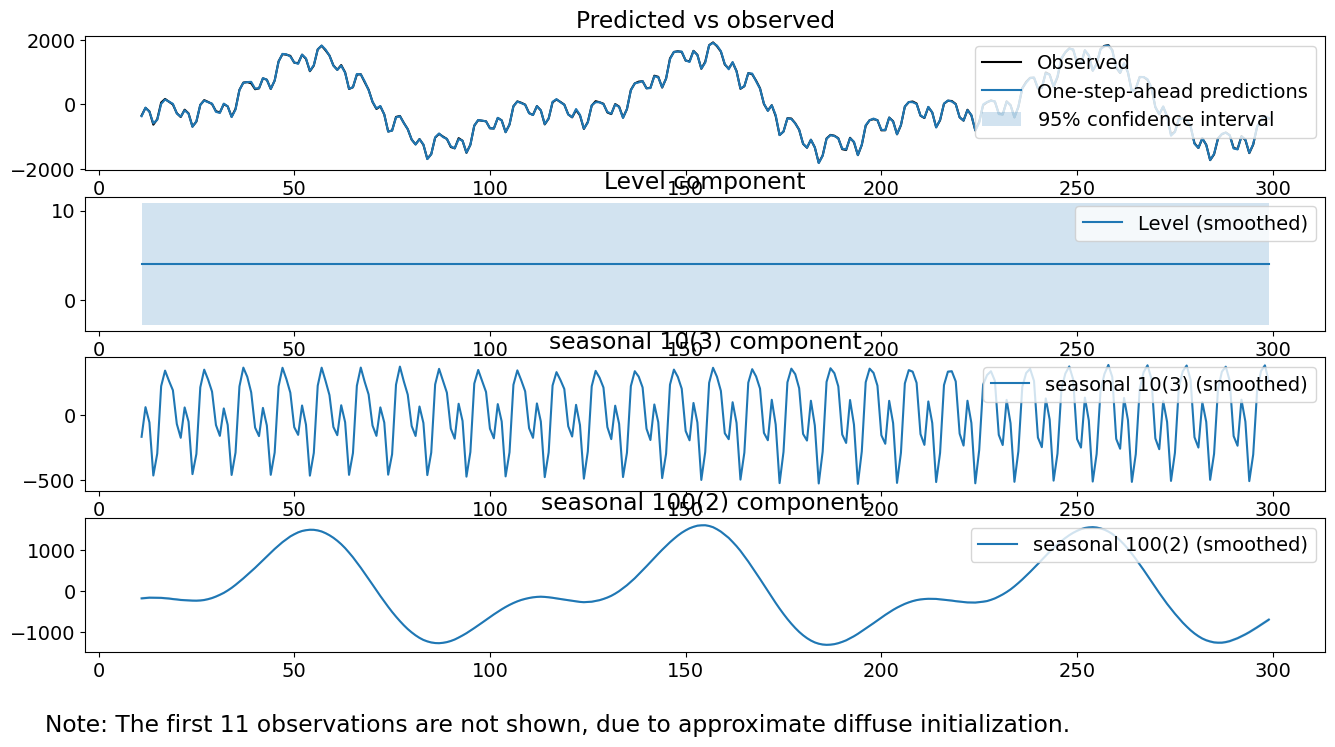 Predicted vs observed
2000
0
−2000
Observed
One-step-ahead predictions
95% confidence interval
0 50 100 150 200 250 300
Level component
10
0
Level (smoothed)
0 50 100 150 200 250 300
seasonal 10(3) component
0
−500
seasonal 10(3) (smoothed)
0 50 100 150 200 250 300
seasonal 100(2) component
1000
0
−1000
seasonal 100(2) (smoothed)
0 50 100 150 200 250 300
Note: The first 11 observations are not shown, due to approximate diffuse initialization.